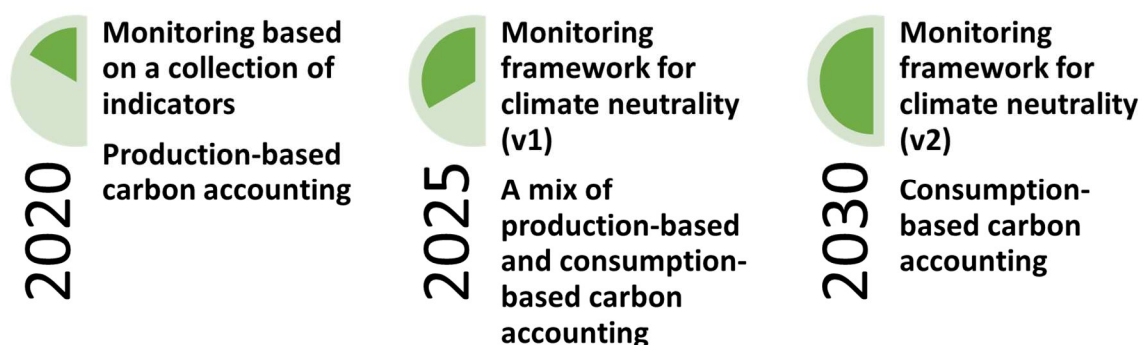 2020
Monitoring based
on a collection of
indicators
Production-based
carbon accounting
2025
Monitoring
framework for
climate neutrality
(v1)
A mix of
production-based
and consumption-
based carbon
accounting
2030
Monitoring
framework for
climate neutrality
(v2)
Consumption-
based carbon
accounting